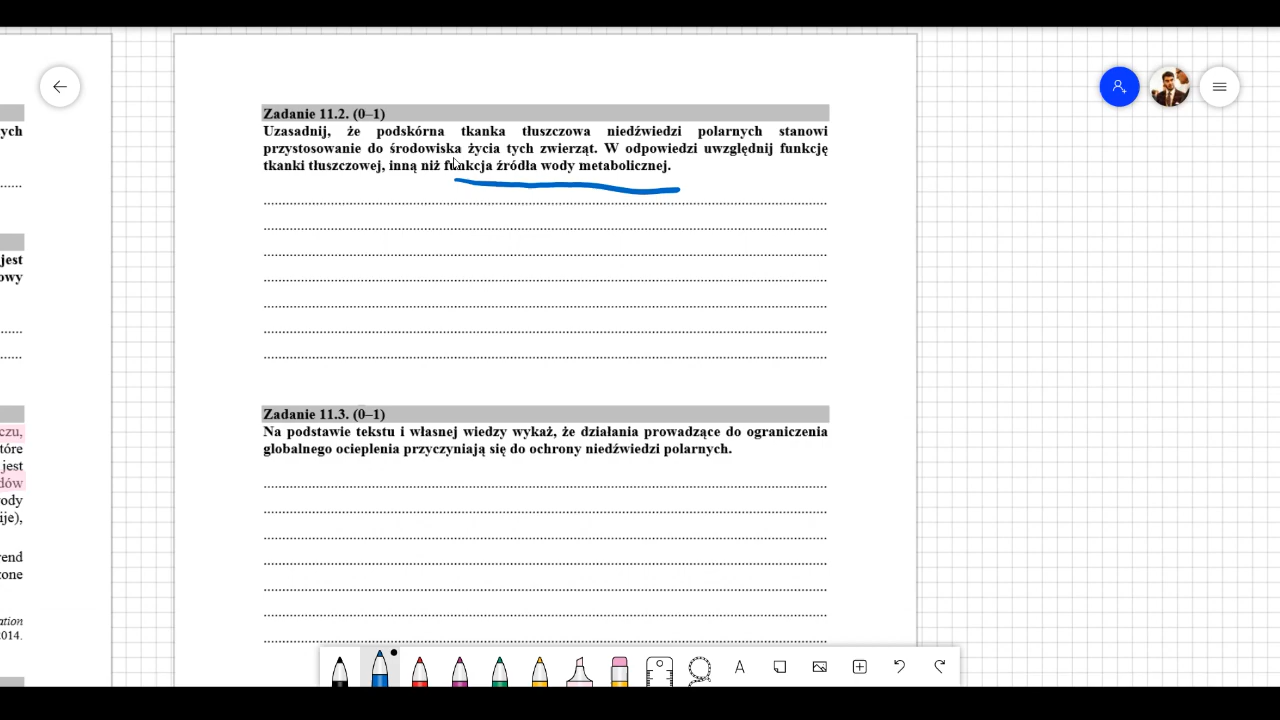 ych
jest
owy
czu,
tóre
jest
dów
ody
ije),
rend
zone
ation
2014.
Zadanie 11.2. (0–1)
Uzasadnij, że podskórna tkanka tłuszczowa niedźwiedzi polarnych stanowi
przystosowanie do środowiska życia tych zwierząt. W odpowiedzi uwzględnij funkcję
tkanki tłuszczowej, inną niż funkcja źródła wody metabolicznej.
Zadanie 11.3. (0–1)
Na podstawie tekstu i własnej wiedzy wykaż, że działania prowadzące do ograniczenia
globalnego ocieplenia przyczyniają się do ochrony niedźwiedzi polarnych.
A